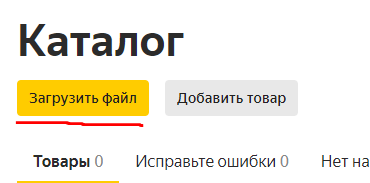 Каталог
Загрузить файл Добавить товар
Товары 0 Исправьте ошибки 0 Нет на